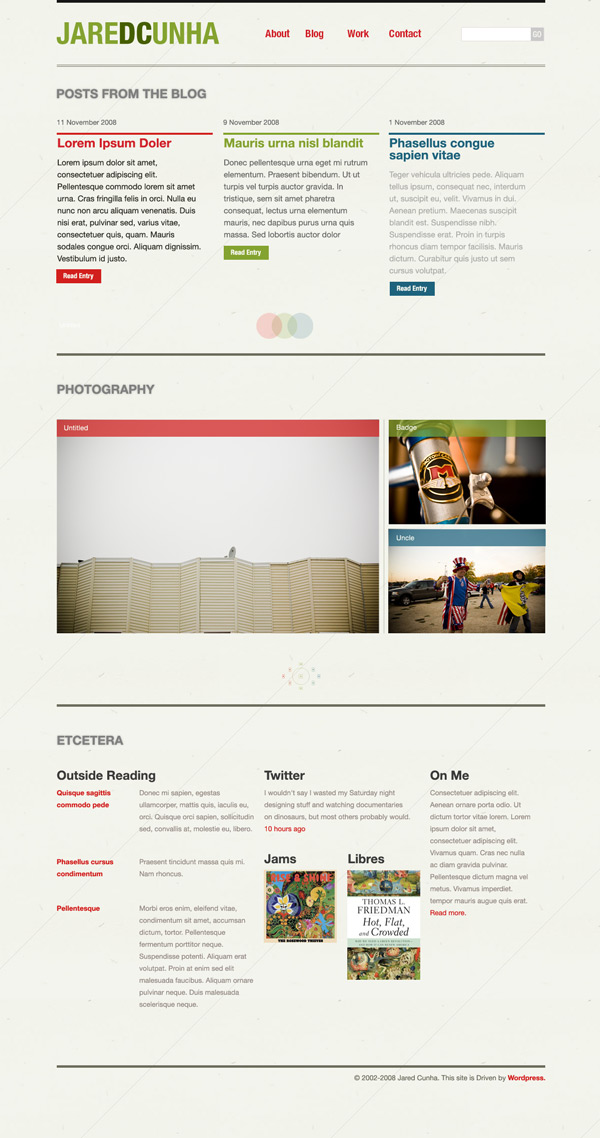 JAREDCUNHA
About Blog Work Contact
GO
POSTS FROM THE BLOG
11 November 2008
Lorem Ipsum Doler
Lorem ipsum dolor sit amet,
consectetuer adipiscing elit.
Pellentesque commodo lorem sit amet
urna. Cras fringilla felis in orci. Nulla eu
nunc non arcu aliquam venenatis. Duis
nisi erat, pulvinar sed, varius vitae,
consectetuer quis, quam. Mauris
sodales congue orci. Aliquam dignissim.
Vestibulum id justo.
Read Entry
9 November 2008
Mauris urna nisl blandit
Donec pellentesque urna eget mi rutrum
elementum. Praesent bibendum. Ut ut
turpis vel turpis auctor gravida. In
tristique, sem sit amet pharetra
consequat, lectus urna elementum
mauris, nec dapibus purus urna quis
massa. Sed lobortis auctor dolor
Read Entry
1 November 2008
Phasellus congue
sapien vitae
Teger vehicula ultricies pede. Aliquam
tellus ipsum, consequat nec, interdum
ut, suscipit eu, velit. Vivamus in dui.
Aenean pretium. Maecenas suscipit
blandit est. Suspendisse nibh.
Suspendisse erat. Proin in turpis
rhoncus diam tempor facilisis. Mauris
dictum. Curabitur quis justo ut sem
cursus volutpat.
Read Entry
PHOTOGRAPHY
Untitled
Badge
M
Uncle
ETCETERA
Outside Reading
Quisque sagittis
commodo pede
Donec mi sapien, egestas
ullamcorper, mattis quis, iaculis eu,
orci. Quisque orci sapien, sollicitudin
sed, convallis at, molestie eu, libero.
Phasellus cursus
condimentum
Praesent tincidunt massa quis mi.
Nam rhoncus.
Pellentesque
Morbi eros enim, eleifend vitae,
condimentum sit amet, accumsan
dictum, tortor. Pellentesque
fermentum porttitor neque.
Suspendisse potenti. Aliquam erat
volutpat. Proin at enim sed elit
malesuada faucibus. Aliquam ornare
pulvinar neque. Duis malesuada
scelerisque neque.
Twitter
I wouldn't say I wasted my Saturday night
designing stuff and watching documentaries
on dinosaurs, but most others probably would.
10 hours ago
Jams
RISE & SHINE
THE ROSEWOOD THIEVES
Libres
THOMAS L.
FRIEDMAN
Hot, Flat,
and Crowded
On Me
Consectetuer adipiscing elit.
Aenean ornare porta odio. Ut
dictum tortor vitae lorem. Lorem
ipsum dolor sit amet,
consectetuer adipiscing elit.
Vivamus quam. Cras nec nulla
ac diam gravida pulvinar.
Pellentesque dictum magna vel
metus. Vivamus imperdiet.
tempor mauris augue quis erat.
Read more.
© 2002-2008 Jared Cunha. This site is Driven by Wordpress.